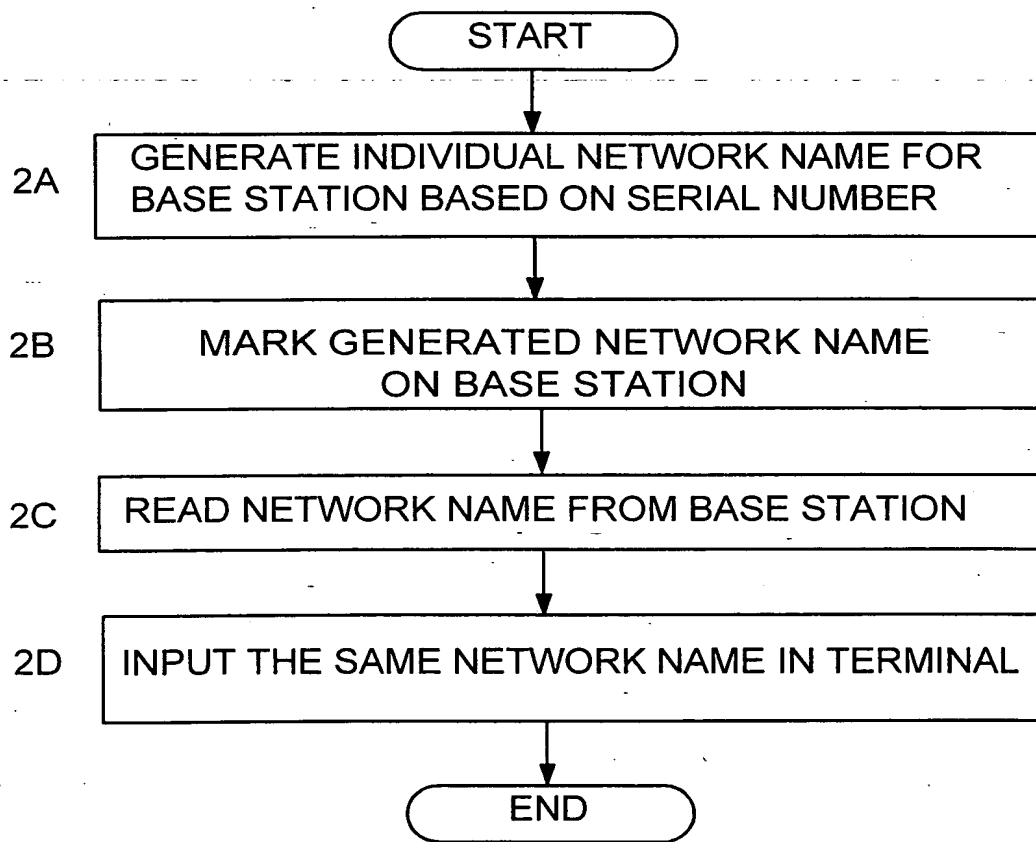 START
2A
GENERATE INDIVIDUAL NETWORK NAME FOR
BASE STATION BASED ON SERIAL NUMBER
2B
MARK GENERATED NETWORK NAME
ON BASE STATION
2C
READ NETWORK NAME FROM BASE STATION
2D
INPUT THE SAME NETWORK NAME IN TERMINAL
END